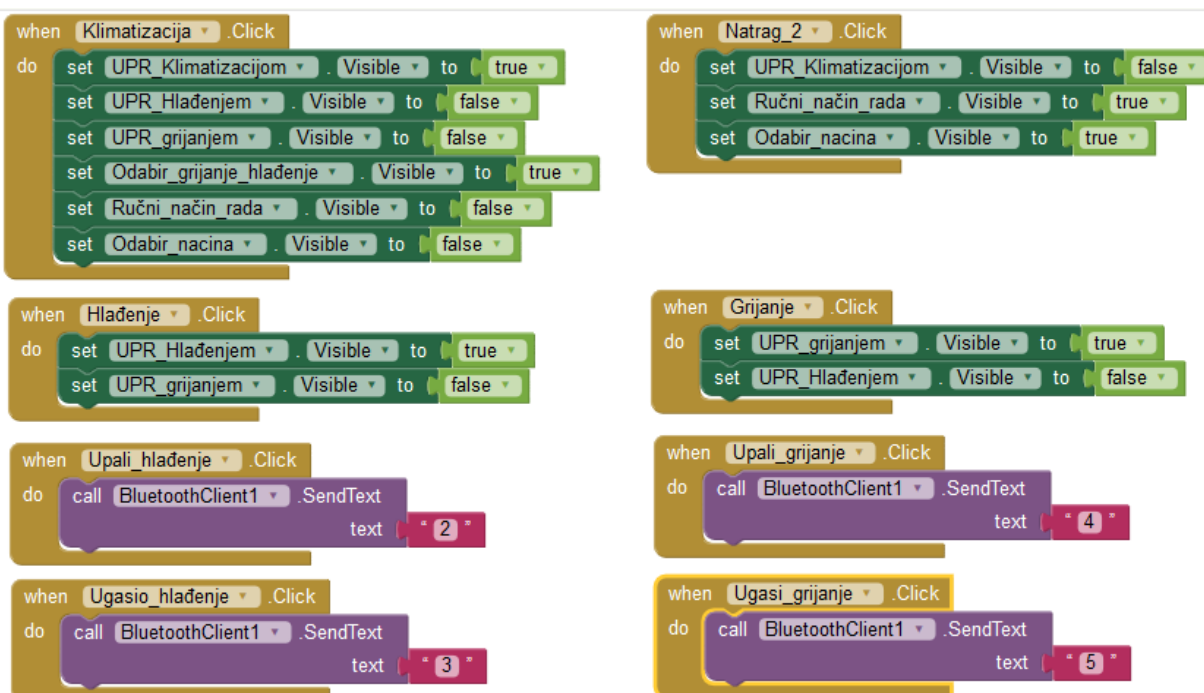 when Klimatizacija .Click
do set UPR_Klimatizacijom . Visible to true
set UPR_Hlađenjem . Visible to false
set UPR_grijanjem . Visible to false
set Odabir_grijanje_hlađenje . Visible to true
set Ručni_način_rada . Visible to false
set Odabir_nacina . Visible to false
when Natrag_2 .Click
do set UPR_Klimatizacijom . Visible to false
set Ručni_način_rada . Visible to true
set Odabir_nacina . Visible to true
when Hlađenje .Click
do set UPR_Hlađenjem . Visible to true
set UPR_grijanjem . Visible to false
when Grijanje .Click
do set UPR_grijanjem . Visible to true
set UPR_Hlađenjem . Visible to false
when Upali_hlađenje .Click
do call BluetoothClient1 .SendText
text “ 2 ”
when Upali_grijanje .Click
do call BluetoothClient1 .SendText
text “ 4 ”
when Ugasio_hlađenje .Click
do call BluetoothClient1 .SendText
text “ 3 ”
when Ugasi_grijanje .Click
do call BluetoothClient1 .SendText
text “ 5 ”